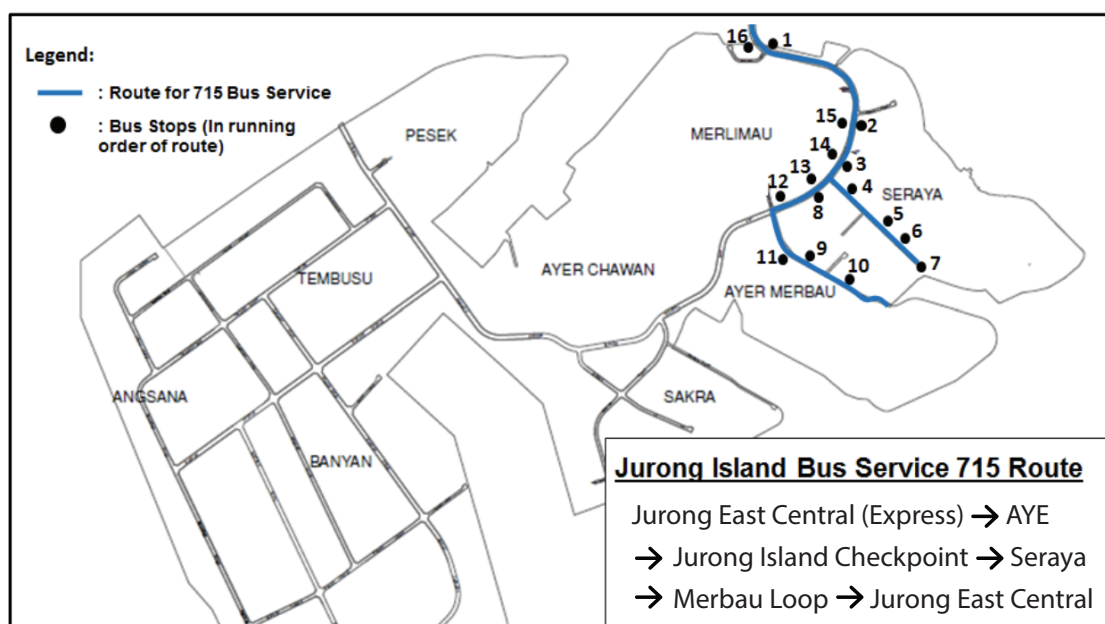 Legend:
: Route for 715 Bus Service
: Bus Stops (In running
order of route)
16
1
PESEK
MERLIMAU
15
2
14
3
13
4
SERAYA
12
8
5
6
11
9
7
10
AYER CHAWAN
AYER MERBAU
TEMBUSU
ANGSANA
SAKRA
BANYAN
Jurong Island Bus Service 715 Route
Jurong East Central (Express) → AYE
→ Jurong Island Checkpoint → Seraya
→ Merbau Loop → Jurong East Central